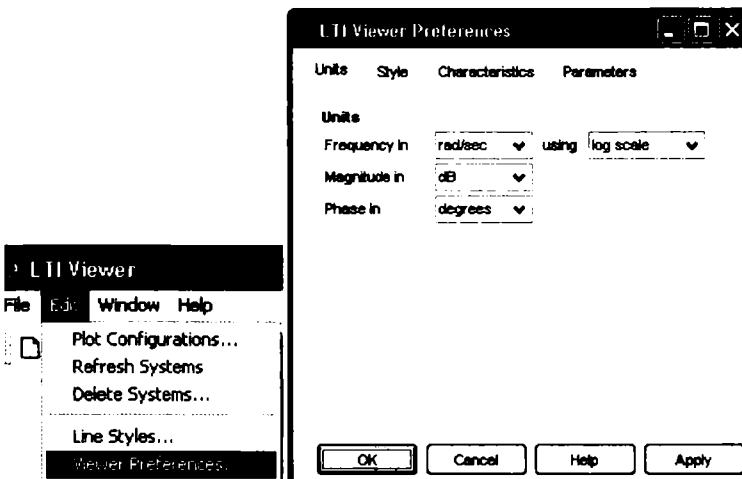 LTI Viewer Preferences
Units Style Characteristics Parameters
Units
Frequency in rad/sec using log scale
Magnitude in dB
Phase in degrees
LTI Viewer
File Edit Window Help
Plot Configurations...
Refresh Systems
Delete Systems...
Line Styles...
Viewer Preferences...
OK Cancel Help Apply